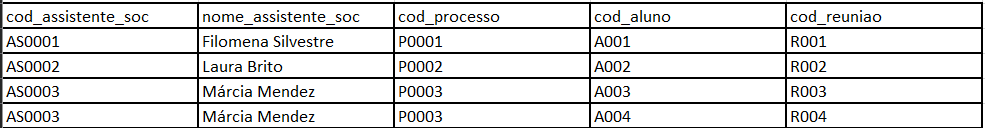 cod_assistente_soc nome_assistente_soc cod_processo cod_aluno cod_reuniao
AS0001 Filomena Silvestre P0001 A001 R001
AS0002 Laura Brito P0002 A002 R002
AS0003 Márcia Mendez P0003 A003 R003
AS0003 Márcia Mendez P0003 A004 R004